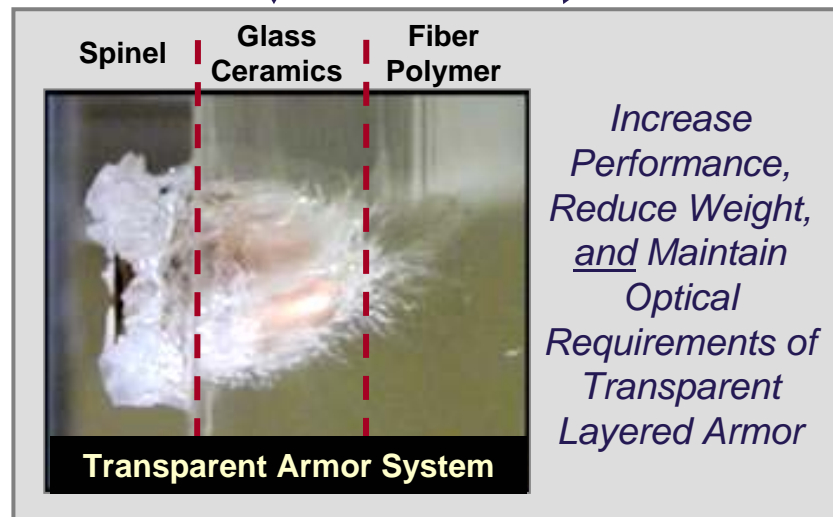 Spinel
Glass
Ceramics
Fiber
Polymer
Increase
Performance,
Reduce Weight,
and Maintain
Optical
Requirements of
Transparent
Layered Armor
Transparent Armor System